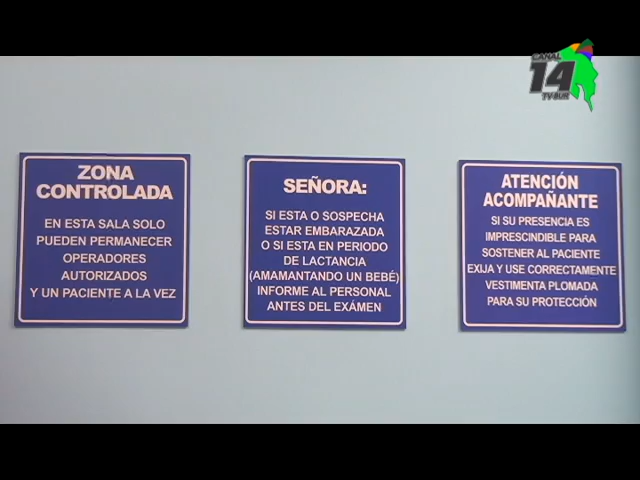 CANAL
14
TV-SUR
ZONA
CONTROLADA
EN ESTA SALA SOLO
PUEDEN PERMANECER
OPERADORES
AUTORIZADOS
Y UN PACIENTE A LA VEZ
SEÑORA:
SI ESTA O SOSPECHA
ESTAR EMBARAZADA
O SI ESTA EN PERIODO
DE LACTANCIA
(AMAMANTANDO UN BEBÉ)
INFORME AL PERSONAL
ANTES DEL EXÁMEN
ATENCIÓN
ACOMPAÑANTE
SI SU PRESENCIA ES
IMPRESCINDIBLE PARA
SOSTENER AL PACIENTE
EXIJA Y USE CORRECTAMENTE
VESTIMENTA PLOMADA
PARA SU PROTECCIÓN